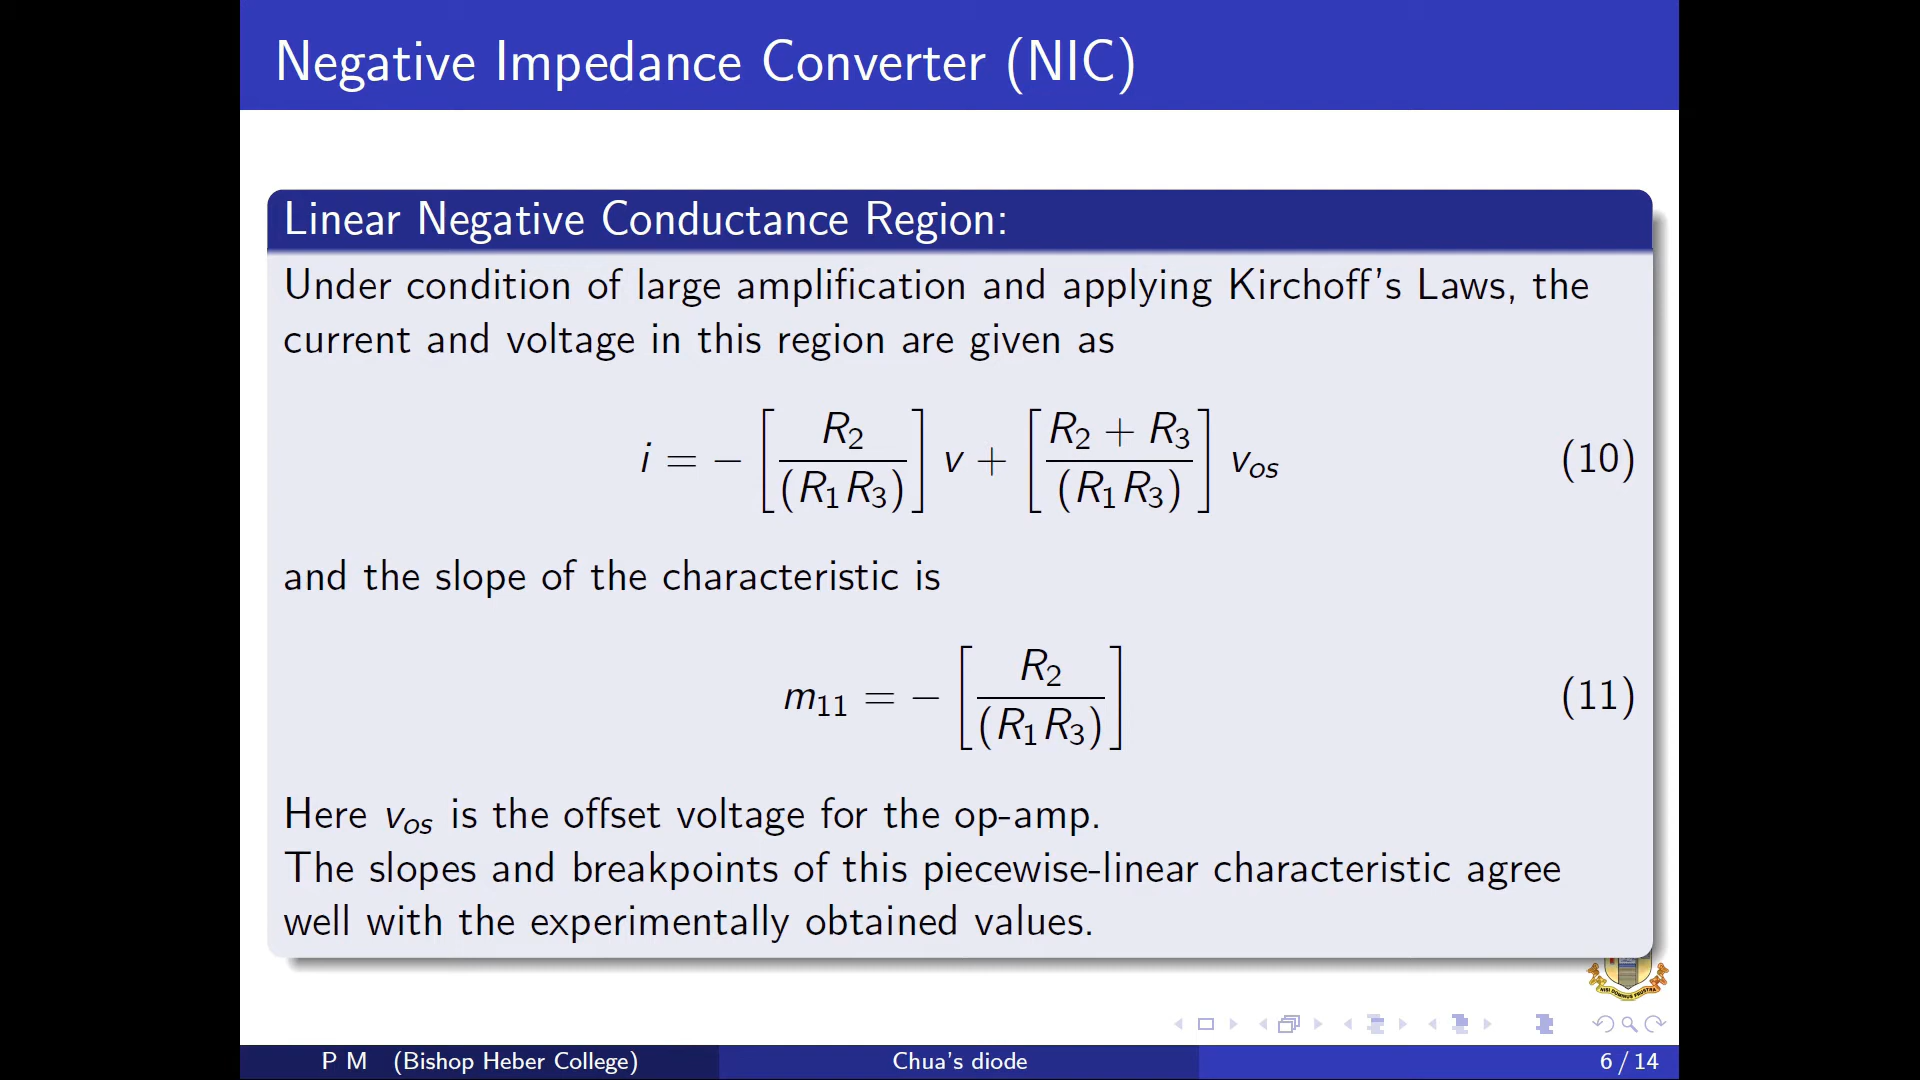 Negative Impedance Converter (NIC)
Linear Negative Conductance Region:
Under condition of large amplification and applying Kirchoff's Laws, the
current and voltage in this region are given as
i = − [ R₂ / (R₁R₃) ] v + [ R₂ + R₃ / (R₁R₃) ] vₒₛ (10)
and the slope of the characteristic is
m₁₁ = − [ R₂ / (R₁R₃) ] (11)
Here vₒₛ is the offset voltage for the op-amp.
The slopes and breakpoints of this piecewise-linear characteristic agree
well with the experimentally obtained values.
NISI DOMINUS FRUSTRA
P M (Bishop Heber College) Chua's diode 6 / 14